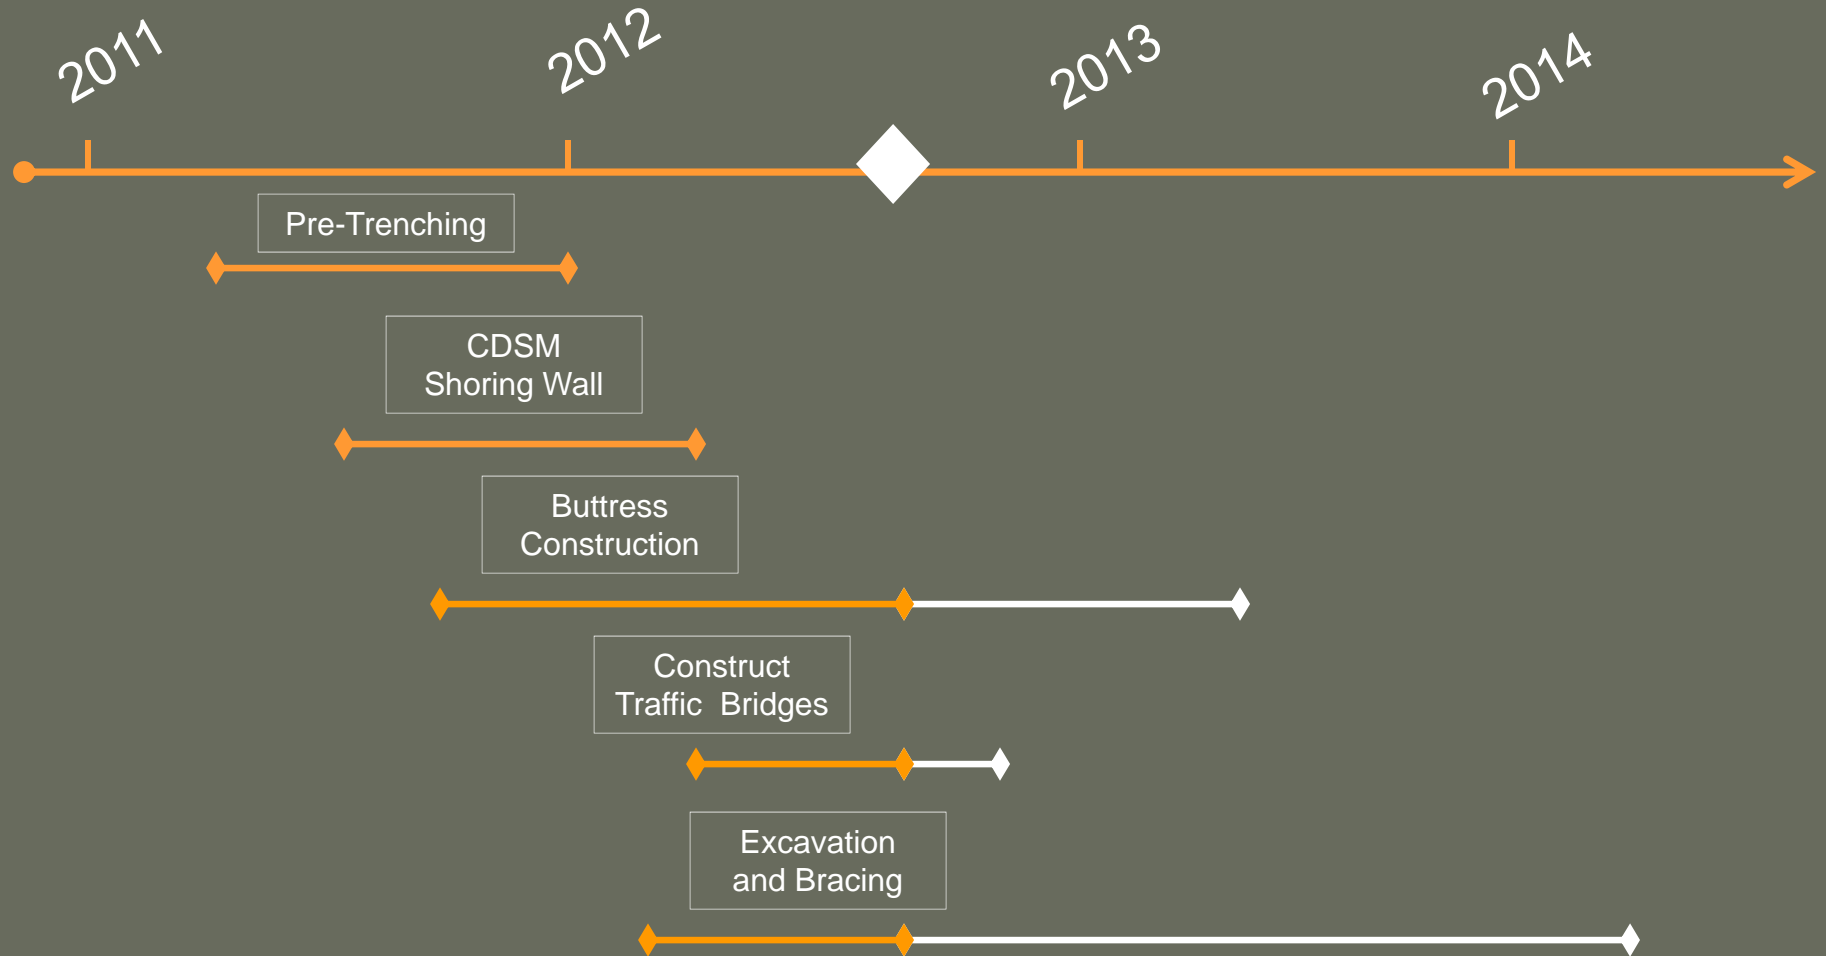 2011
2012
2013
2014
Pre-Trenching
CDSM
Shoring Wall
Buttress
Construction
Construct
Traffic  Bridges
Excavation
and Bracing